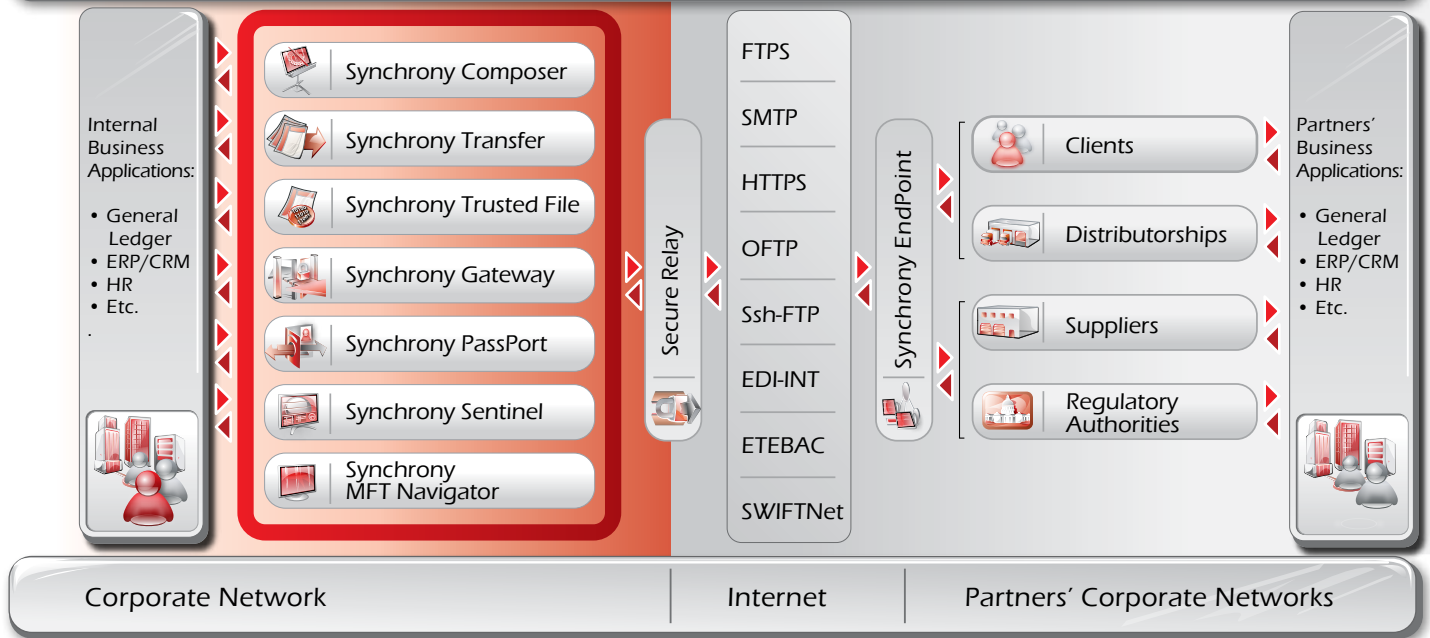 Internal
Business
Applications:
• General
Ledger
• ERP/CRM
• HR
• Etc.
.
Synchrony Composer
Synchrony Transfer
Synchrony Trusted File
Synchrony Gateway
Synchrony PassPort
Synchrony Sentinel
Synchrony
MFT Navigator
Secure Relay
FTPS
SMTP
HTTPS
OFTP
Ssh-FTP
EDI-INT
ETEBAC
SWIFTNet
Synchrony EndPoint
Clients
Distributorships
Suppliers
Regulatory
Authorities
Partners’
Business
Applications:
• General
Ledger
• ERP/CRM
• HR
• Etc.
Corporate Network
Internet
Partners’ Corporate Networks